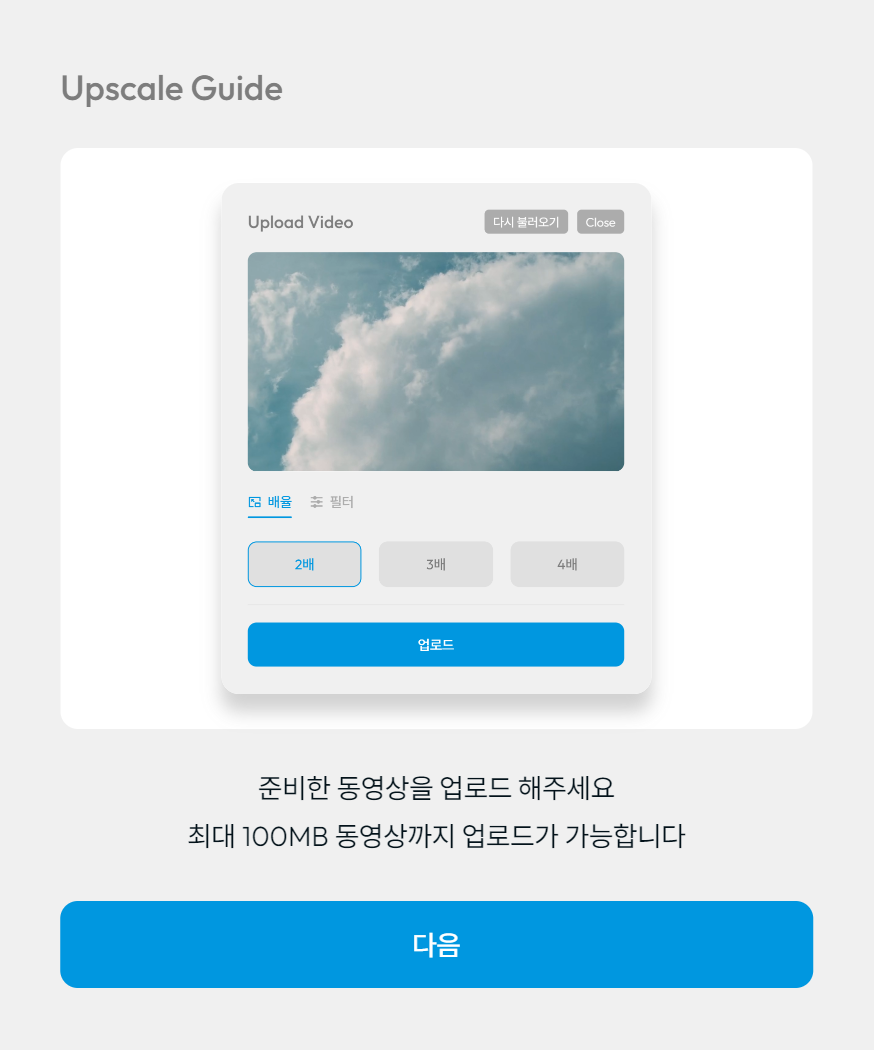 Upscale Guide
Upload Video
다시 불러오기
Close
배율
필터
2배
3배
4배
업로드
준비한 동영상을 업로드 해주세요
최대 100MB 동영상까지 업로드가 가능합니다
다음